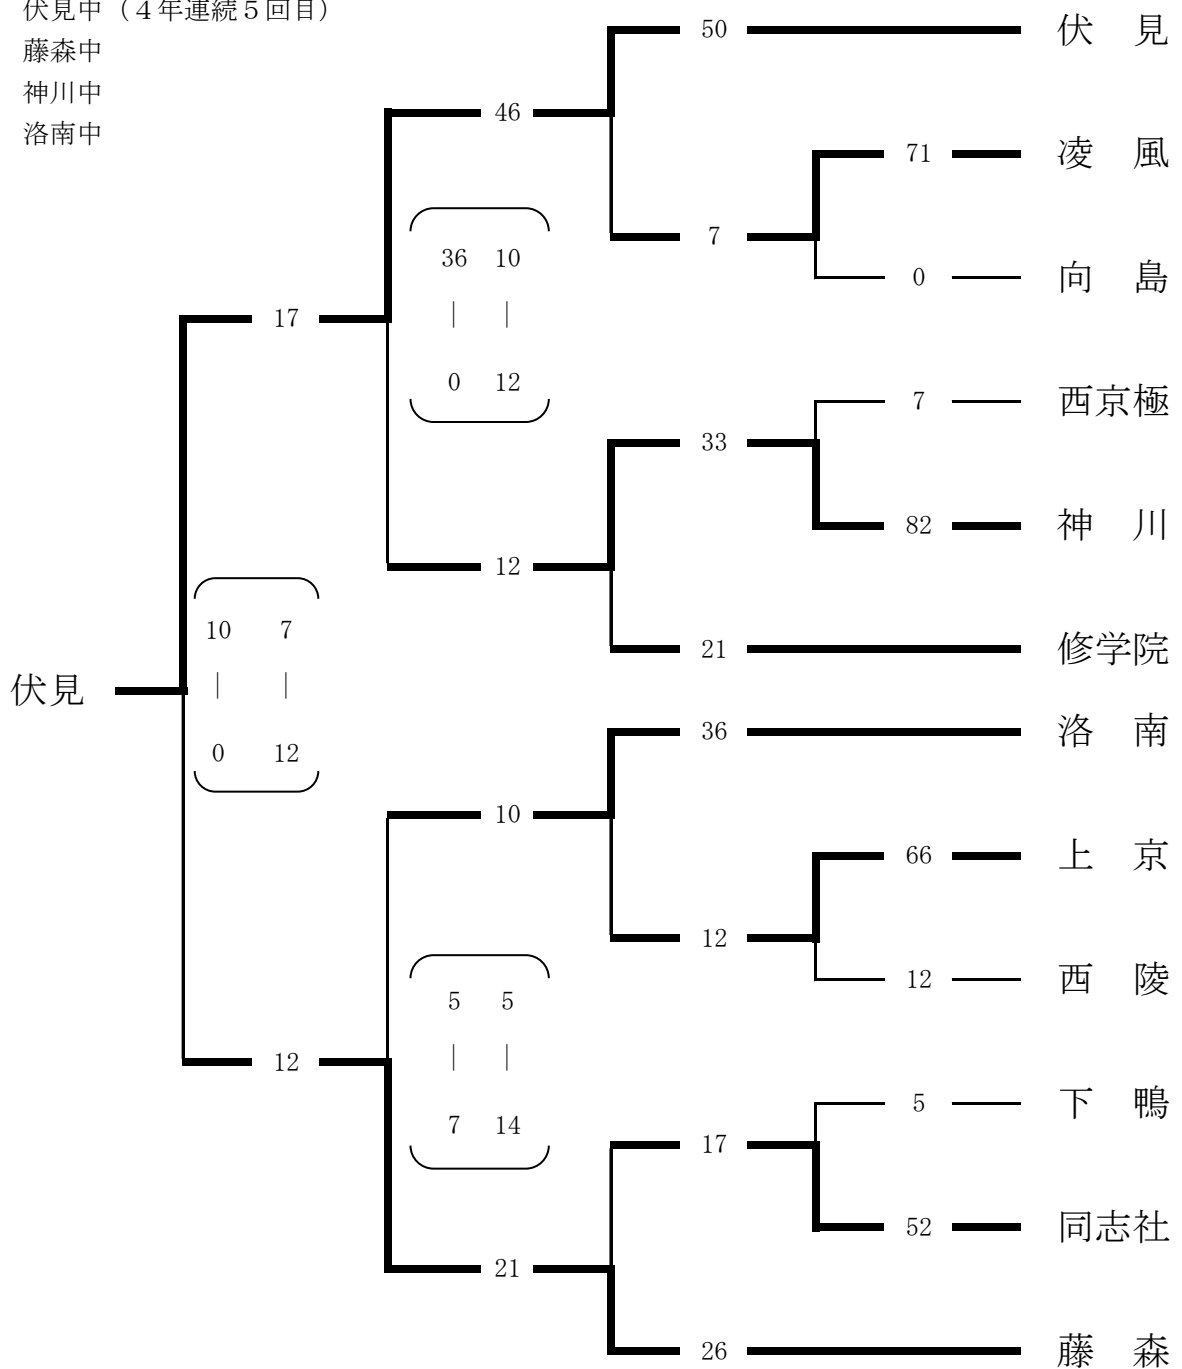 伏見中（４年連続５回目）
藤森中
神川中
洛南中
50 伏　見
46
71 凌　風
7
36 10
｜ ｜
0 12
0 向　島
17
7 西京極
33
82 神　川
12
21 修学院
10 7
｜ ｜
0 12
伏見
36 洛　南
10
66 上　京
12
12 西　陵
5 5
｜ ｜
7 14
12
5 下　鴨
17
52 同志社
21
26 藤　森